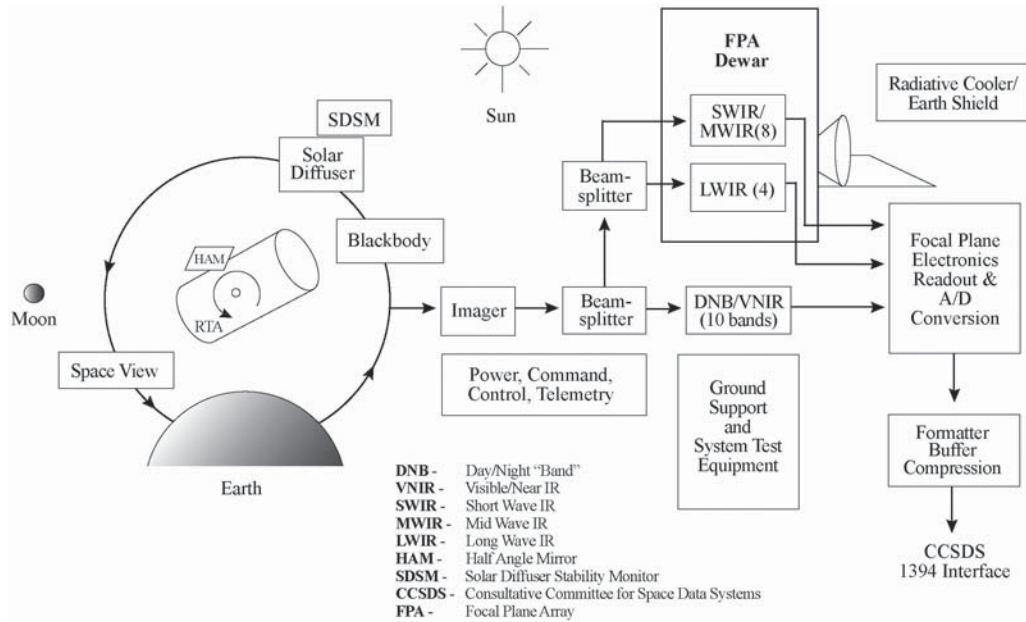 FPA
Dewar
Radiative Cooler/
Earth Shield
SDSM
Sun
SWIR/
MWIR(8)
Solar
Diffuser
Beam-
splitter
LWIR (4)
Blackbody
Focal Plane
Electronics
Readout &
A/D
Conversion
HAM
RTA
Moon
Imager
Beam-
splitter
DNB/VNIR
(10 bands)
Space View
Power, Command,
Control, Telemetry
Ground
Support
and
System Test
Equipment
Formatter
Buffer
Compression
Earth
CCSDS
1394 Interface
DNB - Day/Night “Band”
VNIR - Visible/Near IR
SWIR - Short Wave IR
MWIR - Mid Wave IR
LWIR - Long Wave IR
HAM - Half Angle Mirror
SDSM - Solar Diffuser Stability Monitor
CCSDS - Consultative Committee for Space Data Systems
FPA - Focal Plane Array